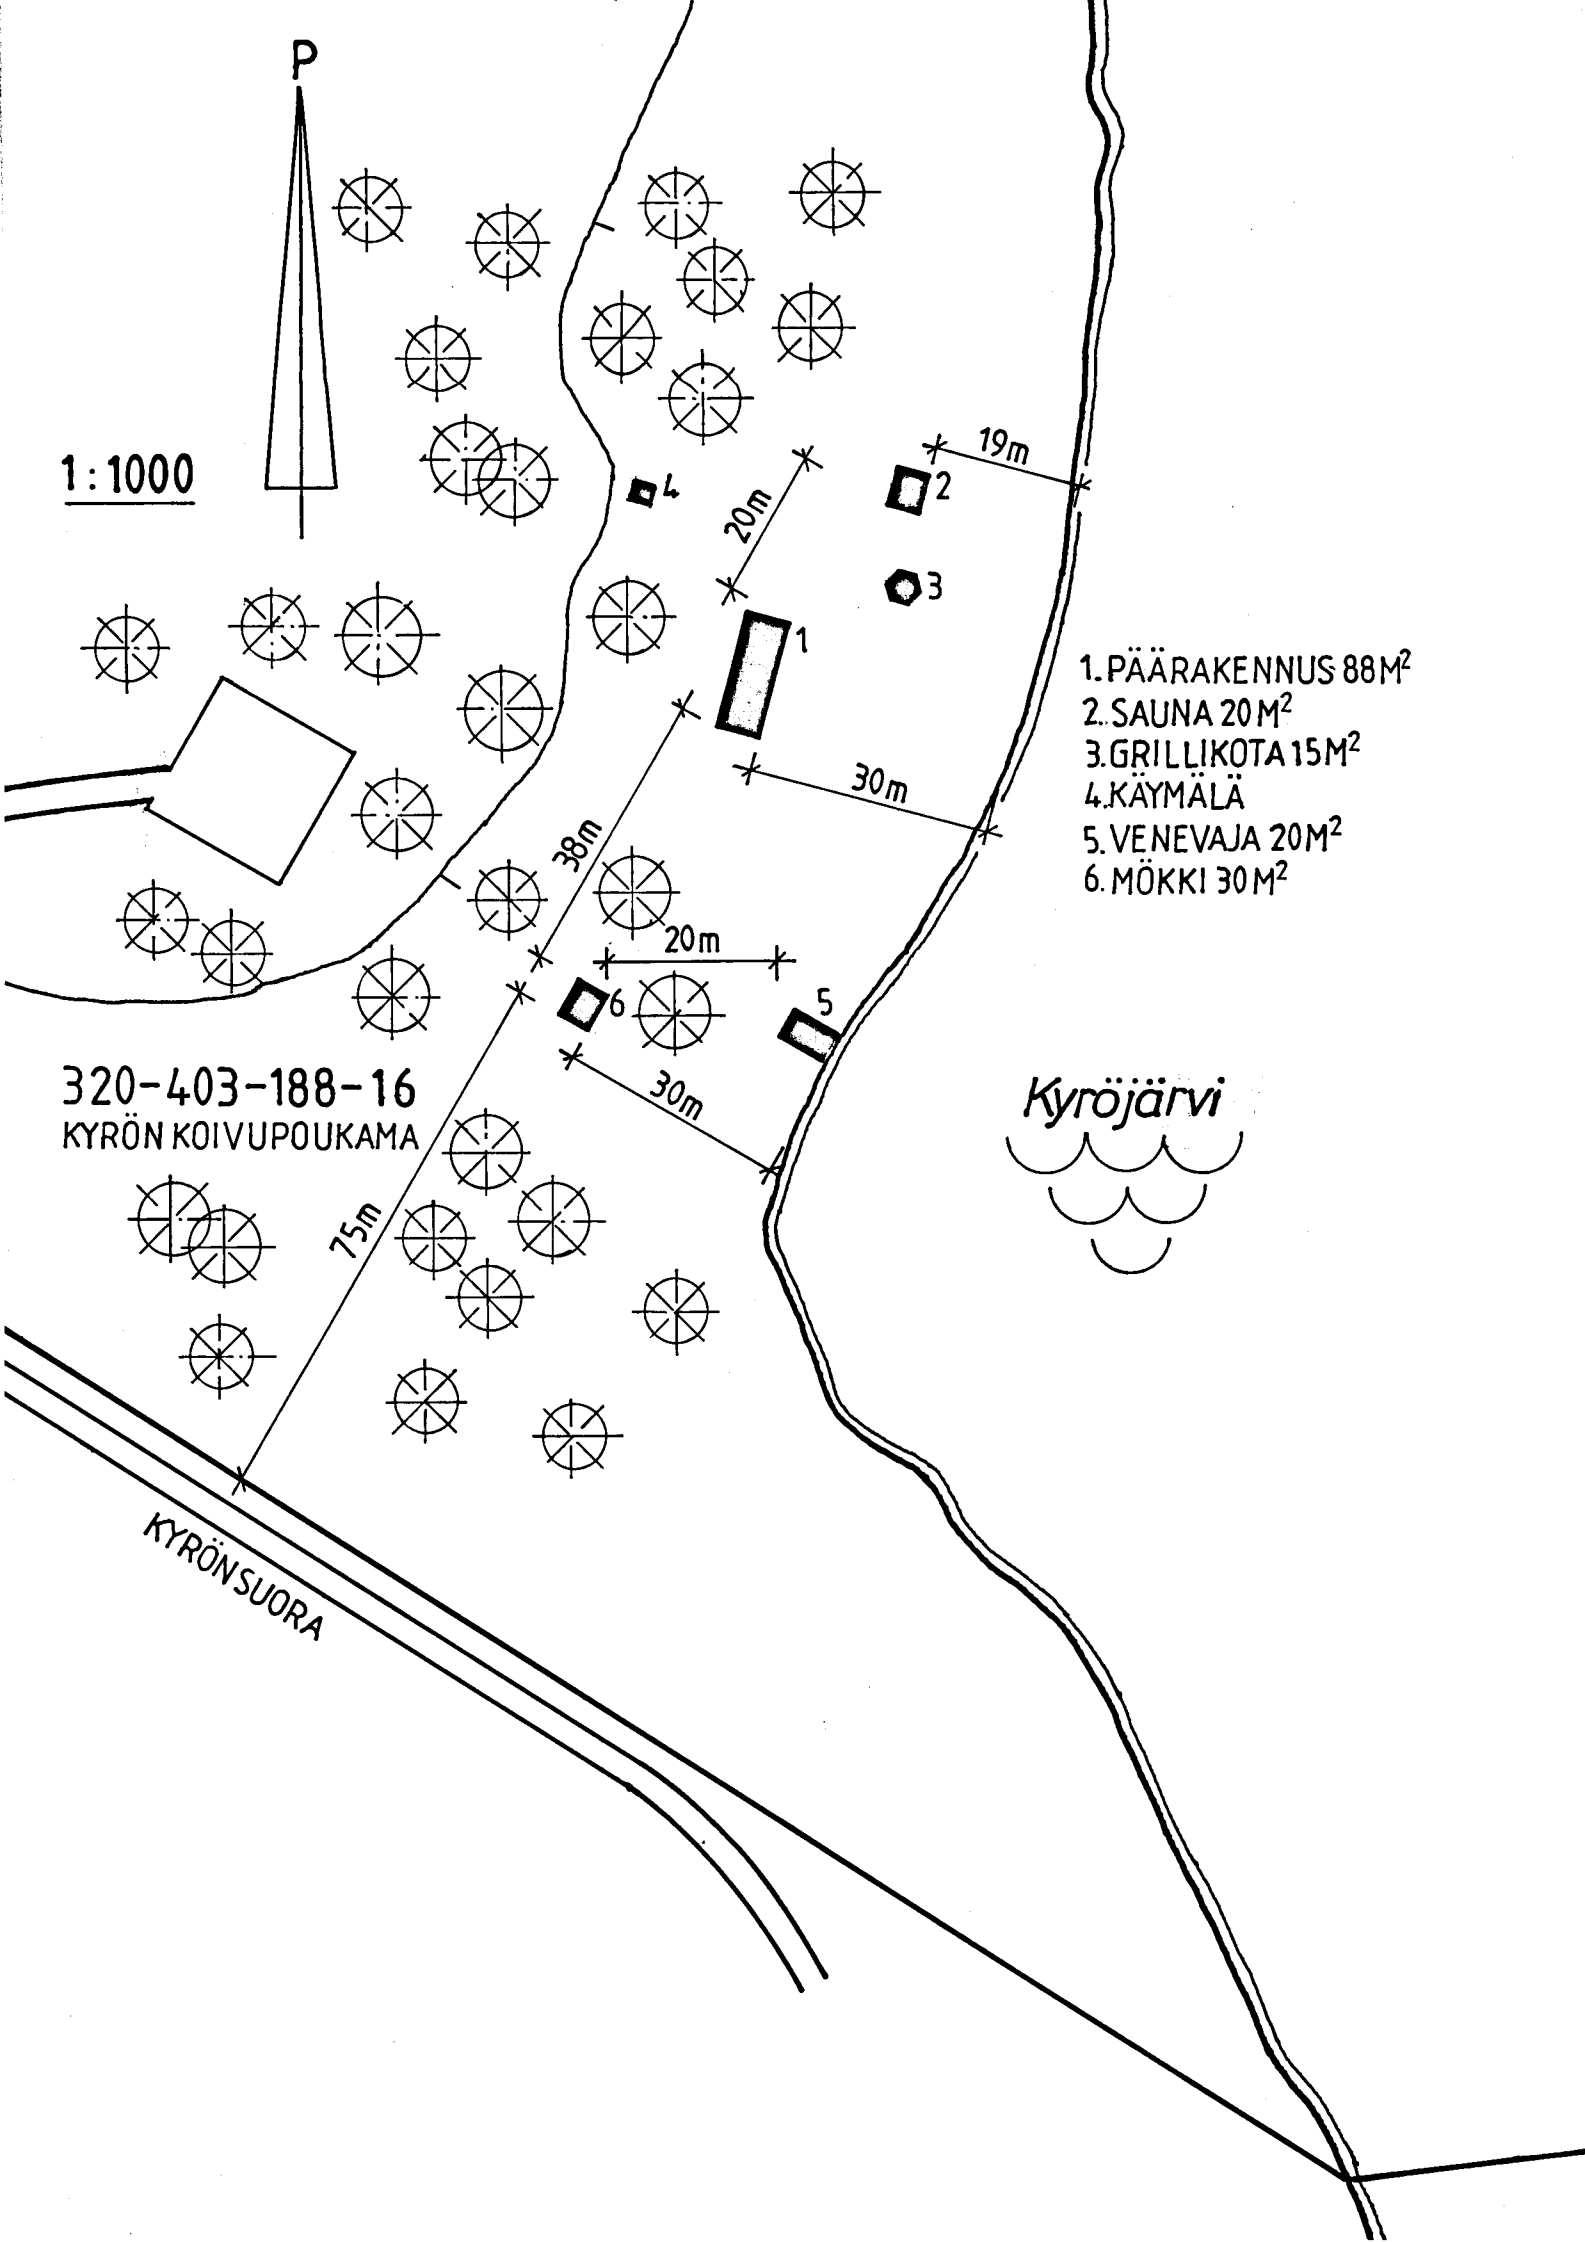 P
1:1000
19m
20m
2
4
3
1
1. PÄÄRAKENNUS 88M²
2. SAUNA 20M²
3. GRILLIKOTA 15M²
4. KÄYMÄLÄ
5. VENEVAJA 20M²
6. MÖKKI 30M²
30m
38m
20m
6
5
30m
320-403-188-16
KYRÖN KOIVUPOUKAMA
Kyröjärvi
75m
KYRÖNSUORA